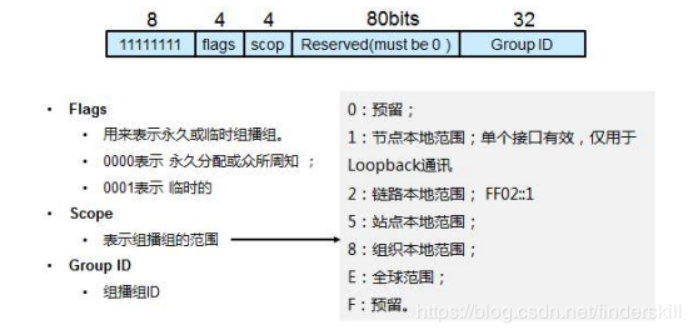 8 4 4 80bits 32
11111111 flags scop Reserved(must be 0 ) Group ID
• Flags
• 用来表示永久或临时组播组。
• 0000表示 永久分配或众所周知 ；
• 0001表示 临时的
• Scope
• 表示组播组的范围
• Group ID
• 组播组ID
0：预留；
1：节点本地范围；单个接口有效，仅用于
Loopback通讯
2：链路本地范围； FF02::1
5：站点本地范围；
8：组织本地范围；
E：全球范围；
F：预留。
https://blog.csdn.net/finderskill